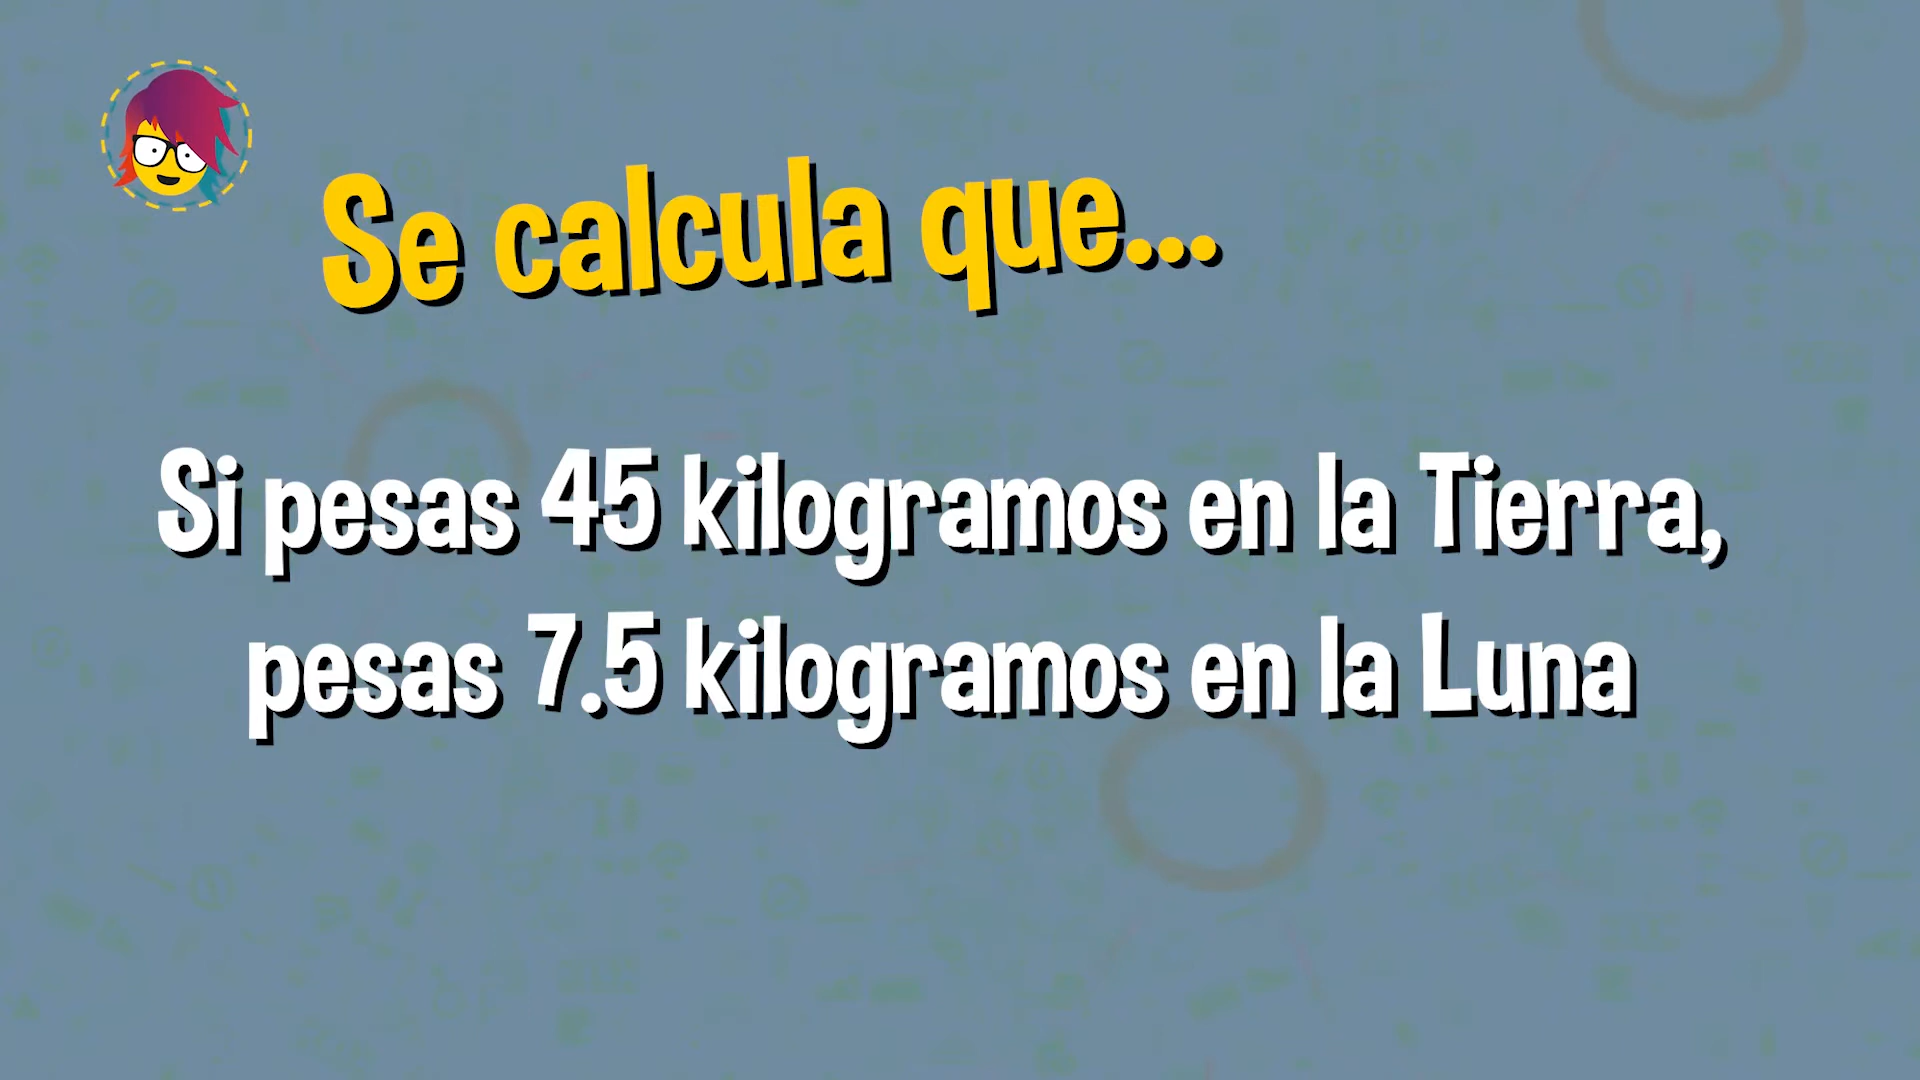 Se calcula que...
Si pesas 45 kilogramos en la Tierra,
pesas 7.5 kilogramos en la Luna